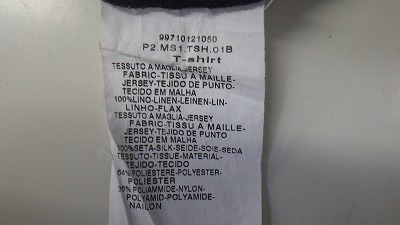 99710121050
P2.MS1.TSH.01B
T-shirt
TESSUTO A MAGLIA-JERSEY
FABRIC-TISSU A MAILLE-
JERSEY-TEJIDO DE PUNTO-
TECIDO EM MALHA
100%LINO-LINEN-LEINEN-LIN-
LINHO-FLAX
TESSUTO A MAGLIA-JERSEY
FABRIC-TISSU A MAILLE-
JERSEY-TEJIDO DE PUNTO
TECIDO EM MALHA
100%SETA-SILK-SEIDE-SOIE-SEDA
TESSUTO-TISSUE-MATERIAL-
TEJIDO-TECIDO
64%POLIESTERE-POLYESTER-
POLIESTER
36%POLIAMMIDE-NYLON-
POLYAMID-POLYAMIDE-
NAILON